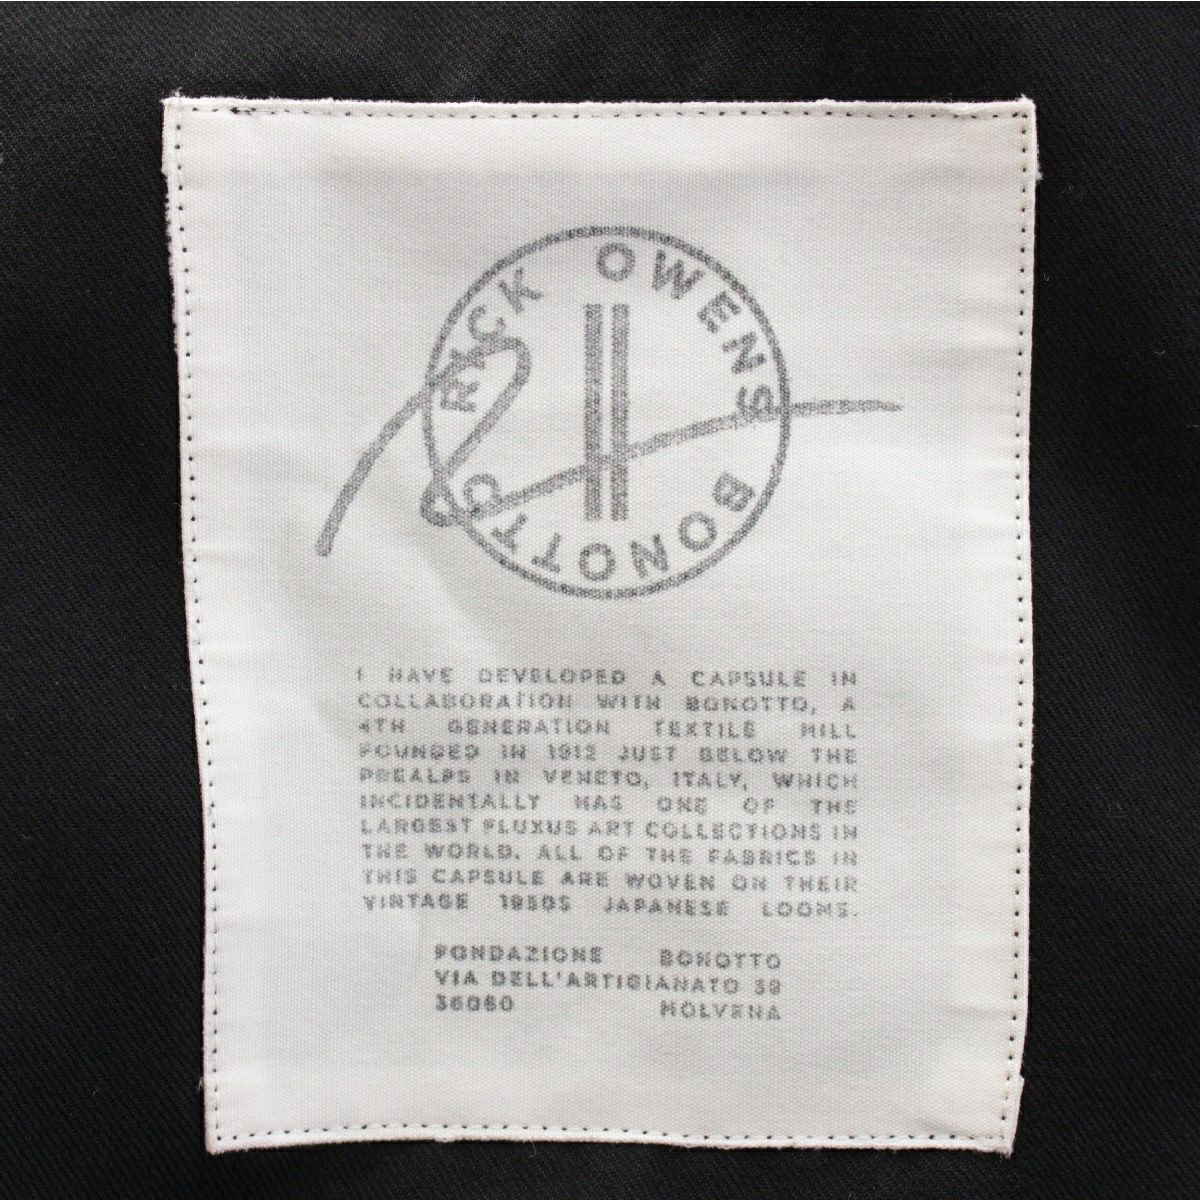 RICK OWENS
BONOTTO
I HAVE DEVELOPED A CAPSULE IN
COLLABORATION WITH BONOTTO, A
4TH GENERATION TEXTILE MILL
FOUNDED IN 1912 JUST BELOW THE
PREALPS IN VENETO, ITALY, WHICH
INCIDENTALLY HAS ONE OF THE
LARGEST FLUXUS ART COLLECTIONS IN
THE WORLD. ALL OF THE FABRICS IN
THIS CAPSULE ARE WOVEN ON THEIR
VINTAGE 1950S JAPANESE LOOMS.
FONDAZIONE BONOTTO
VIA DELL'ARTIGIANATO 39
36060 MOLVENA